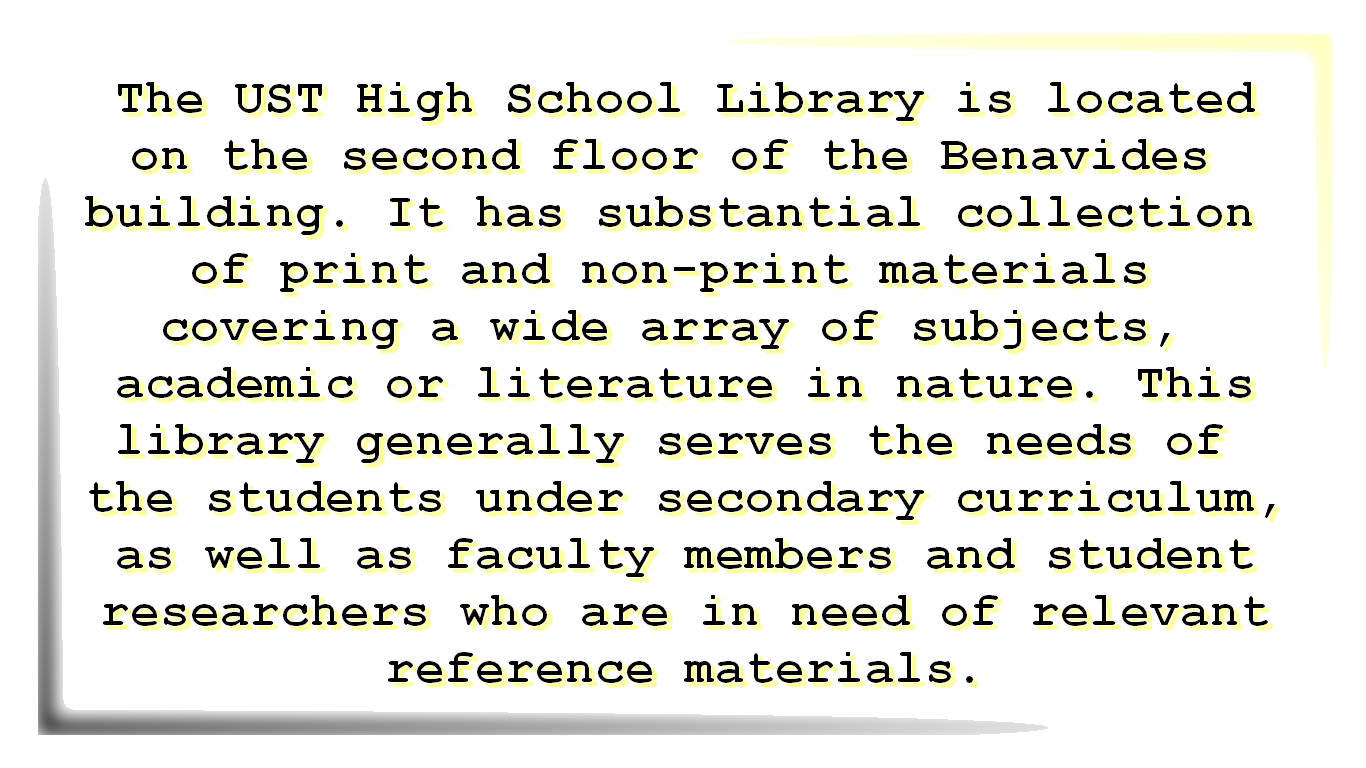 The UST High School Library is located
on the second floor of the Benavides
building. It has substantial collection
of print and non-print materials
covering a wide array of subjects,
academic or literature in nature. This
library generally serves the needs of
the students under secondary curriculum,
as well as faculty members and student
researchers who are in need of relevant
reference materials.